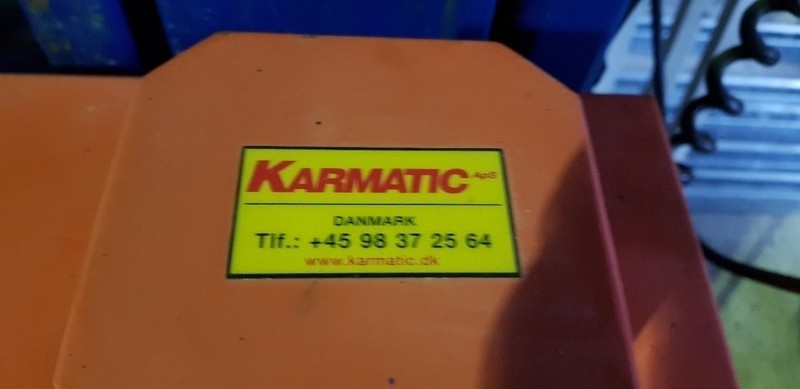 KARMATIC ApS
DANMARK
Tlf.: +45 98 37 25 64
www.karmatic.dk